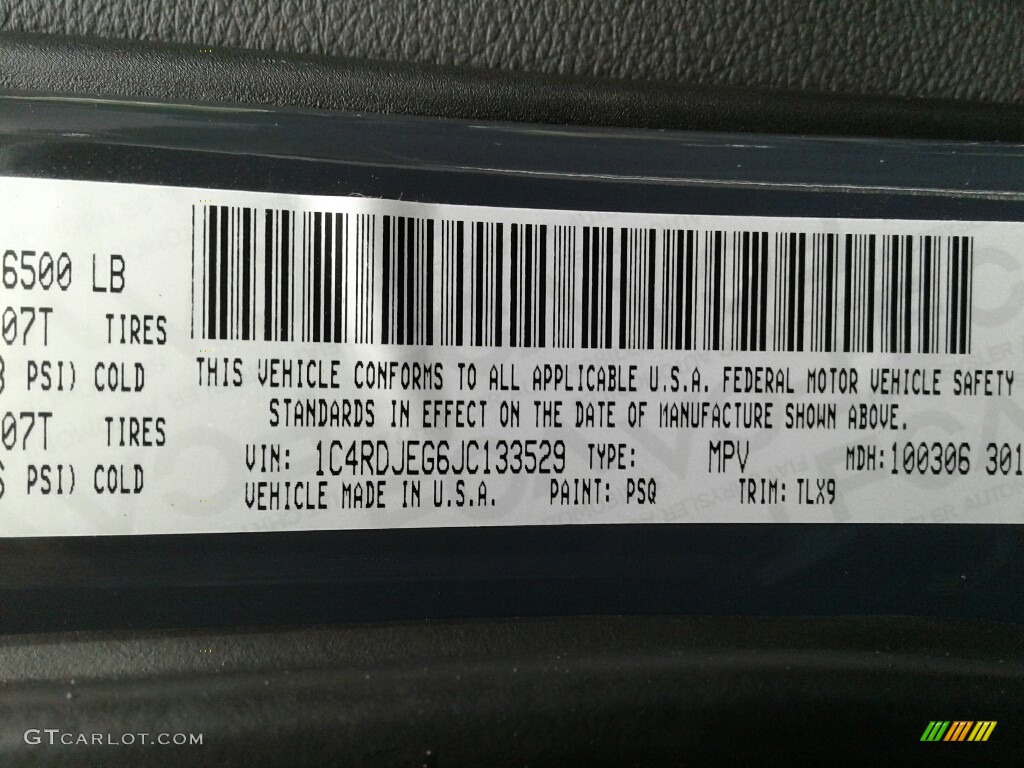 6500 LB
07T TIRES
PSI) COLD
07T TIRES
PSI) COLD
THIS VEHICLE CONFORMS TO ALL APPLICABLE U.S.A. FEDERAL MOTOR VEHICLE SAFETY
STANDARDS IN EFFECT ON THE DATE OF MANUFACTURE SHOWN ABOVE.
VIN: 1C4RDJEG6JC133529 TYPE: MPV MDH:100306 301
VEHICLE MADE IN U.S.A. PAINT: PSQ TRIM: TLX9
GTCARLOT.COM